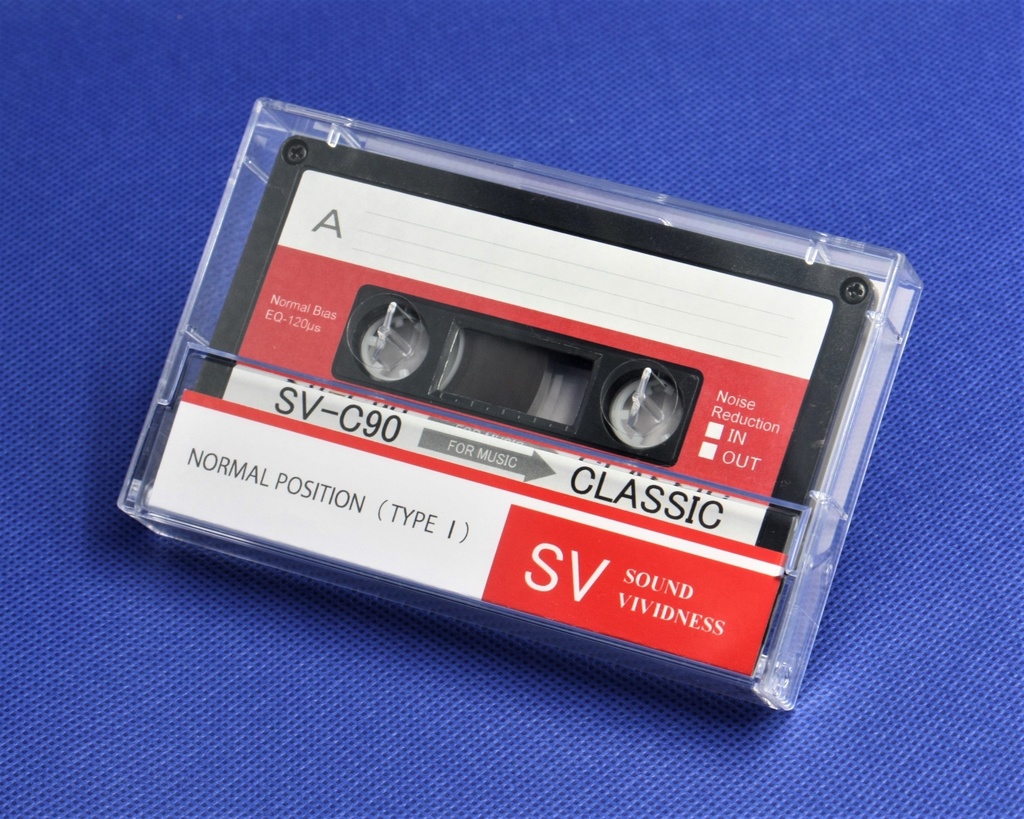 A
Normal Bias
EQ-120μs
Noise
Reduction
IN
OUT
SV-C90
FOR MUSIC
CLASSIC
NORMAL POSITION (TYPE I)
SV
SOUND
VIVIDNESS